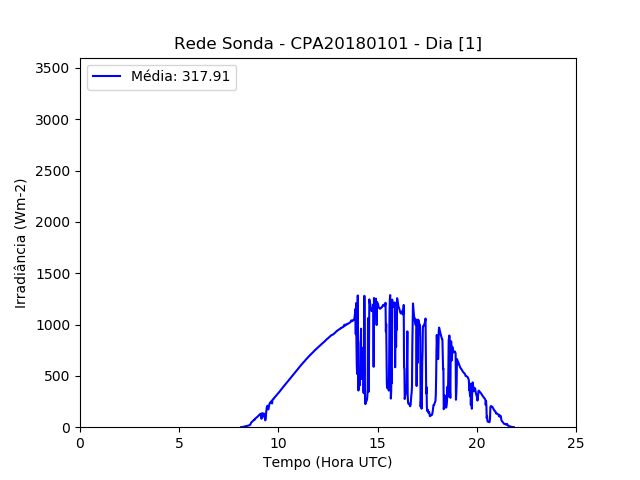 Rede Sonda - CPA20180101 - Dia [1]
Média: 317.91
3500
3000
2500
2000
1500
1000
500
0
Irradiância (Wm-2)
0 5 10 15 20 25
Tempo (Hora UTC)